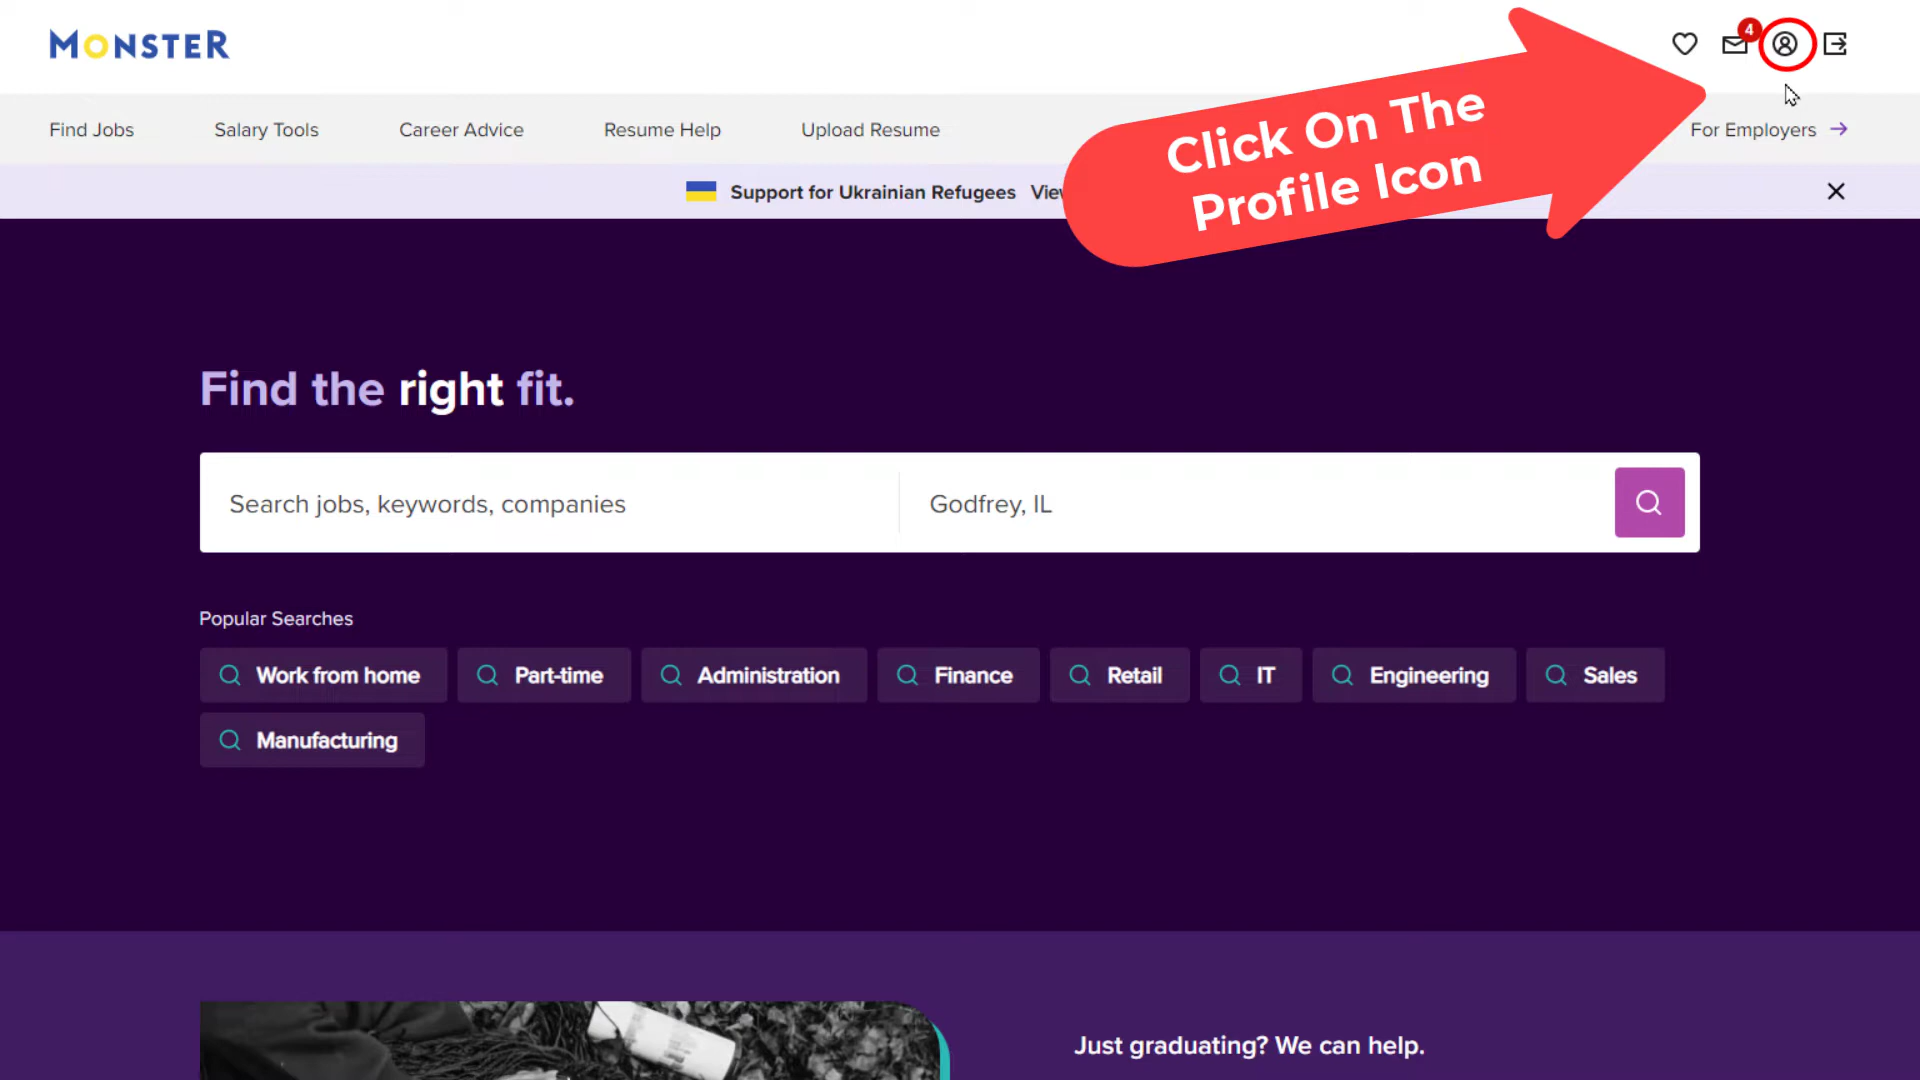 MONSTER
4
Find Jobs
Salary Tools
Career Advice
Resume Help
Upload Resume
For Employers
Click On The
Profile Icon
Support for Ukrainian Refugees
Find the right fit.
Search jobs, keywords, companies
Godfrey, IL
Popular Searches
Work from home
Part-time
Administration
Finance
Retail
IT
Engineering
Sales
Manufacturing
Just graduating? We can help.